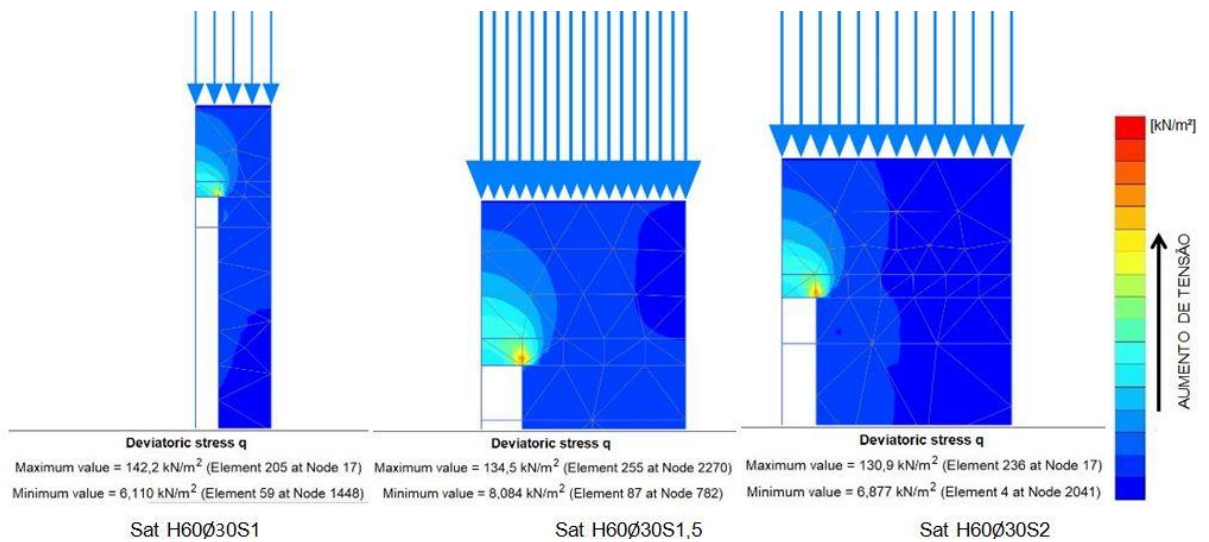 [kN/m²]
AUMENTO DE TENSÃO
Deviatoric stress q
Maximum value = 142,2 kN/m² (Element 205 at Node 17)
Minimum value = 6,110 kN/m² (Element 59 at Node 1448)
Sat H60Ø30S1
Deviatoric stress q
Maximum value = 134,5 kN/m² (Element 255 at Node 2270)
Minimum value = 8,084 kN/m² (Element 87 at Node 782)
Sat H60Ø30S1,5
Deviatoric stress q
Maximum value = 130,9 kN/m² (Element 236 at Node 17)
Minimum value = 6,877 kN/m² (Element 4 at Node 2041)
Sat H60Ø30S2